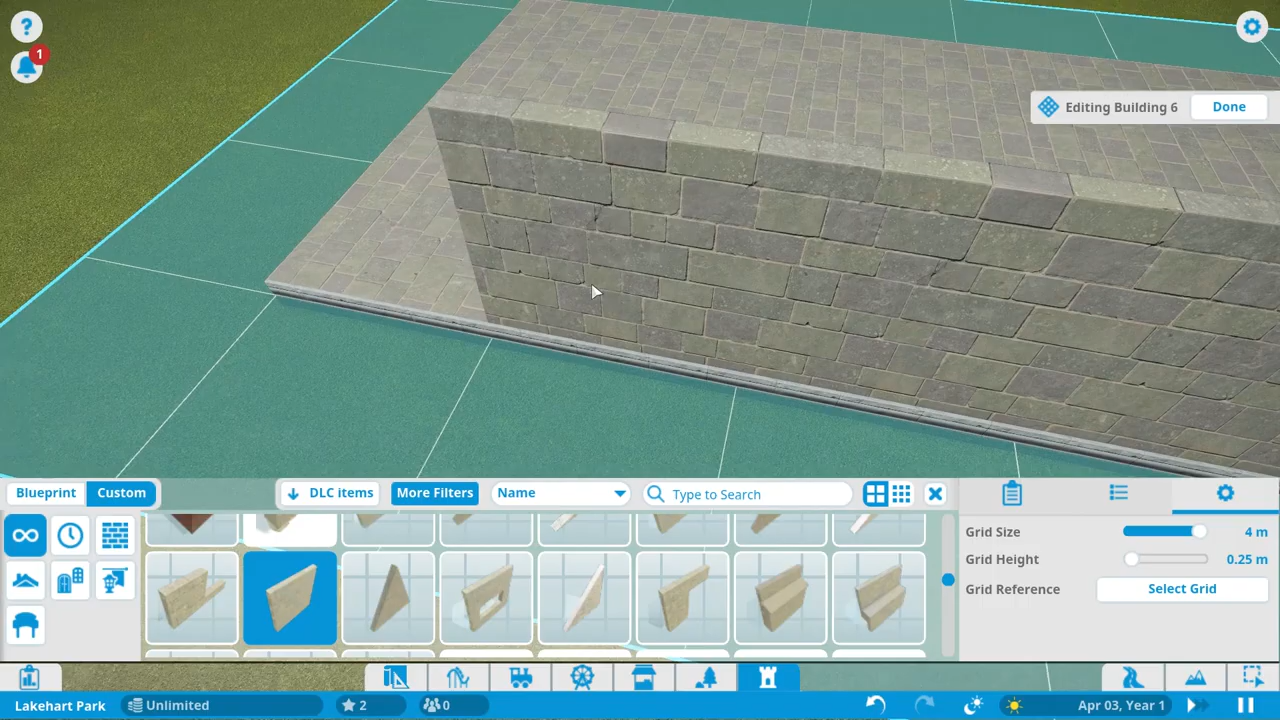 ?
1
Editing Building 6
Done
Blueprint
Custom
DLC items
More Filters
Name
Type to Search
Grid Size
4 m
Grid Height
0.25 m
Grid Reference
Select Grid
Lakehart Park
Unlimited
2
0
Apr 03, Year 1